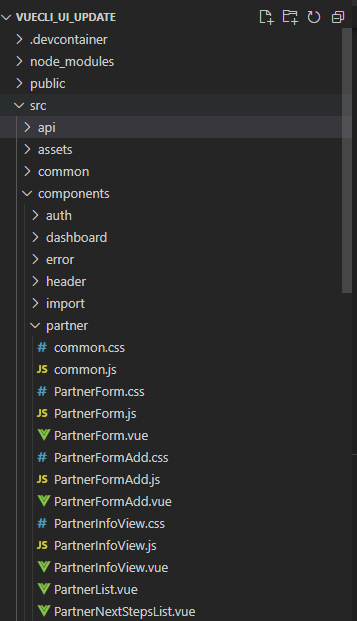 VUECLI_UI_UPDATE
.devcontainer
node_modules
public
src
api
assets
common
components
auth
dashboard
error
header
import
partner
# common.css
JS common.js
# PartnerForm.css
JS PartnerForm.js
PartnerForm.vue
# PartnerFormAdd.css
JS PartnerFormAdd.js
PartnerFormAdd.vue
# PartnerInfoView.css
JS PartnerInfoView.js
PartnerInfoView.vue
PartnerList.vue
PartnerNextStepsList.vue